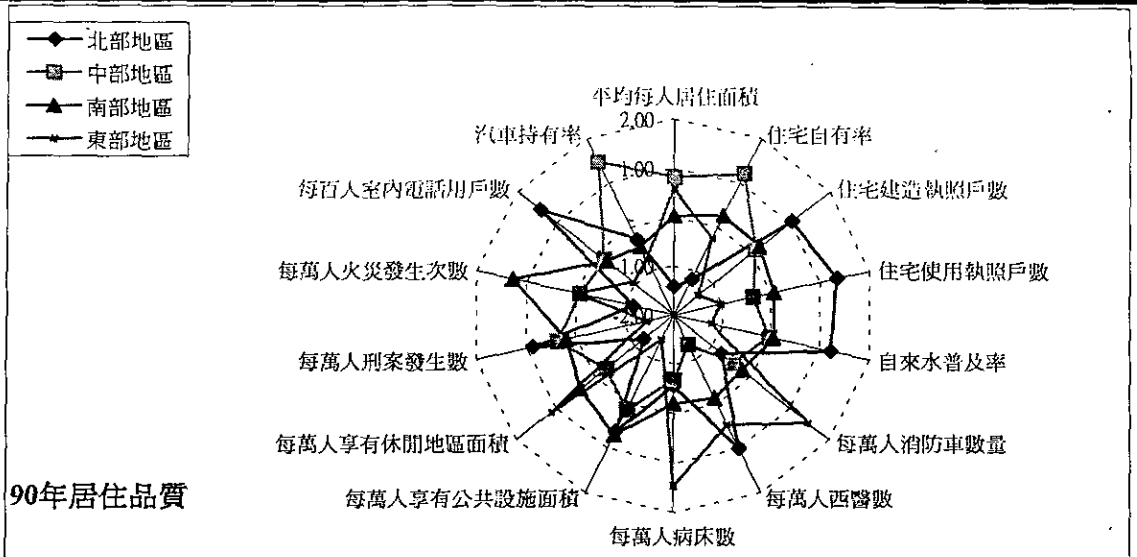 北部地區
中部地區
南部地區
東部地區
平均每人居住面積
2.00
住宅自有率
汽車持有率
1.00
每百人室內電話用戶數
住宅建造執照戶數
每萬人火災發生次數
1.00
住宅使用執照戶數
-2.00
每萬人刑案發生數
自來水普及率
每萬人享有休閒地區面積
每萬人消防車數量
每萬人享有公共設施面積
每萬人西醫數
90年居住品質
每萬人病床數